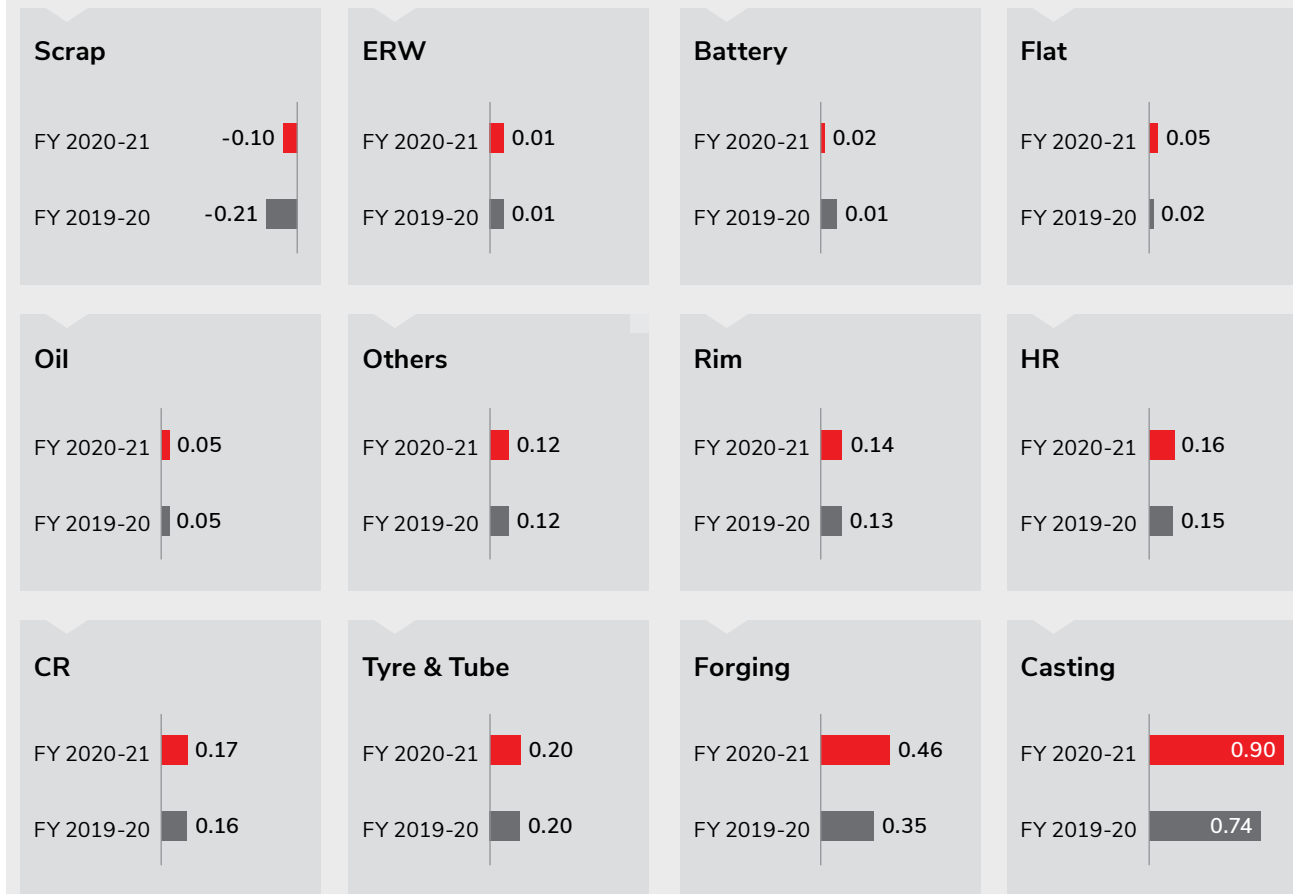 Scrap
FY 2020-21 -0.10
FY 2019-20 -0.21
ERW
FY 2020-21 0.01
FY 2019-20 0.01
Battery
FY 2020-21 0.02
FY 2019-20 0.01
Flat
FY 2020-21 0.05
FY 2019-20 0.02
Oil
FY 2020-21 0.05
FY 2019-20 0.05
Others
FY 2020-21 0.12
FY 2019-20 0.12
Rim
FY 2020-21 0.14
FY 2019-20 0.13
HR
FY 2020-21 0.16
FY 2019-20 0.15
CR
FY 2020-21 0.17
FY 2019-20 0.16
Tyre & Tube
FY 2020-21 0.20
FY 2019-20 0.20
Forging
FY 2020-21 0.46
FY 2019-20 0.35
Casting
FY 2020-21 0.90
FY 2019-20 0.74